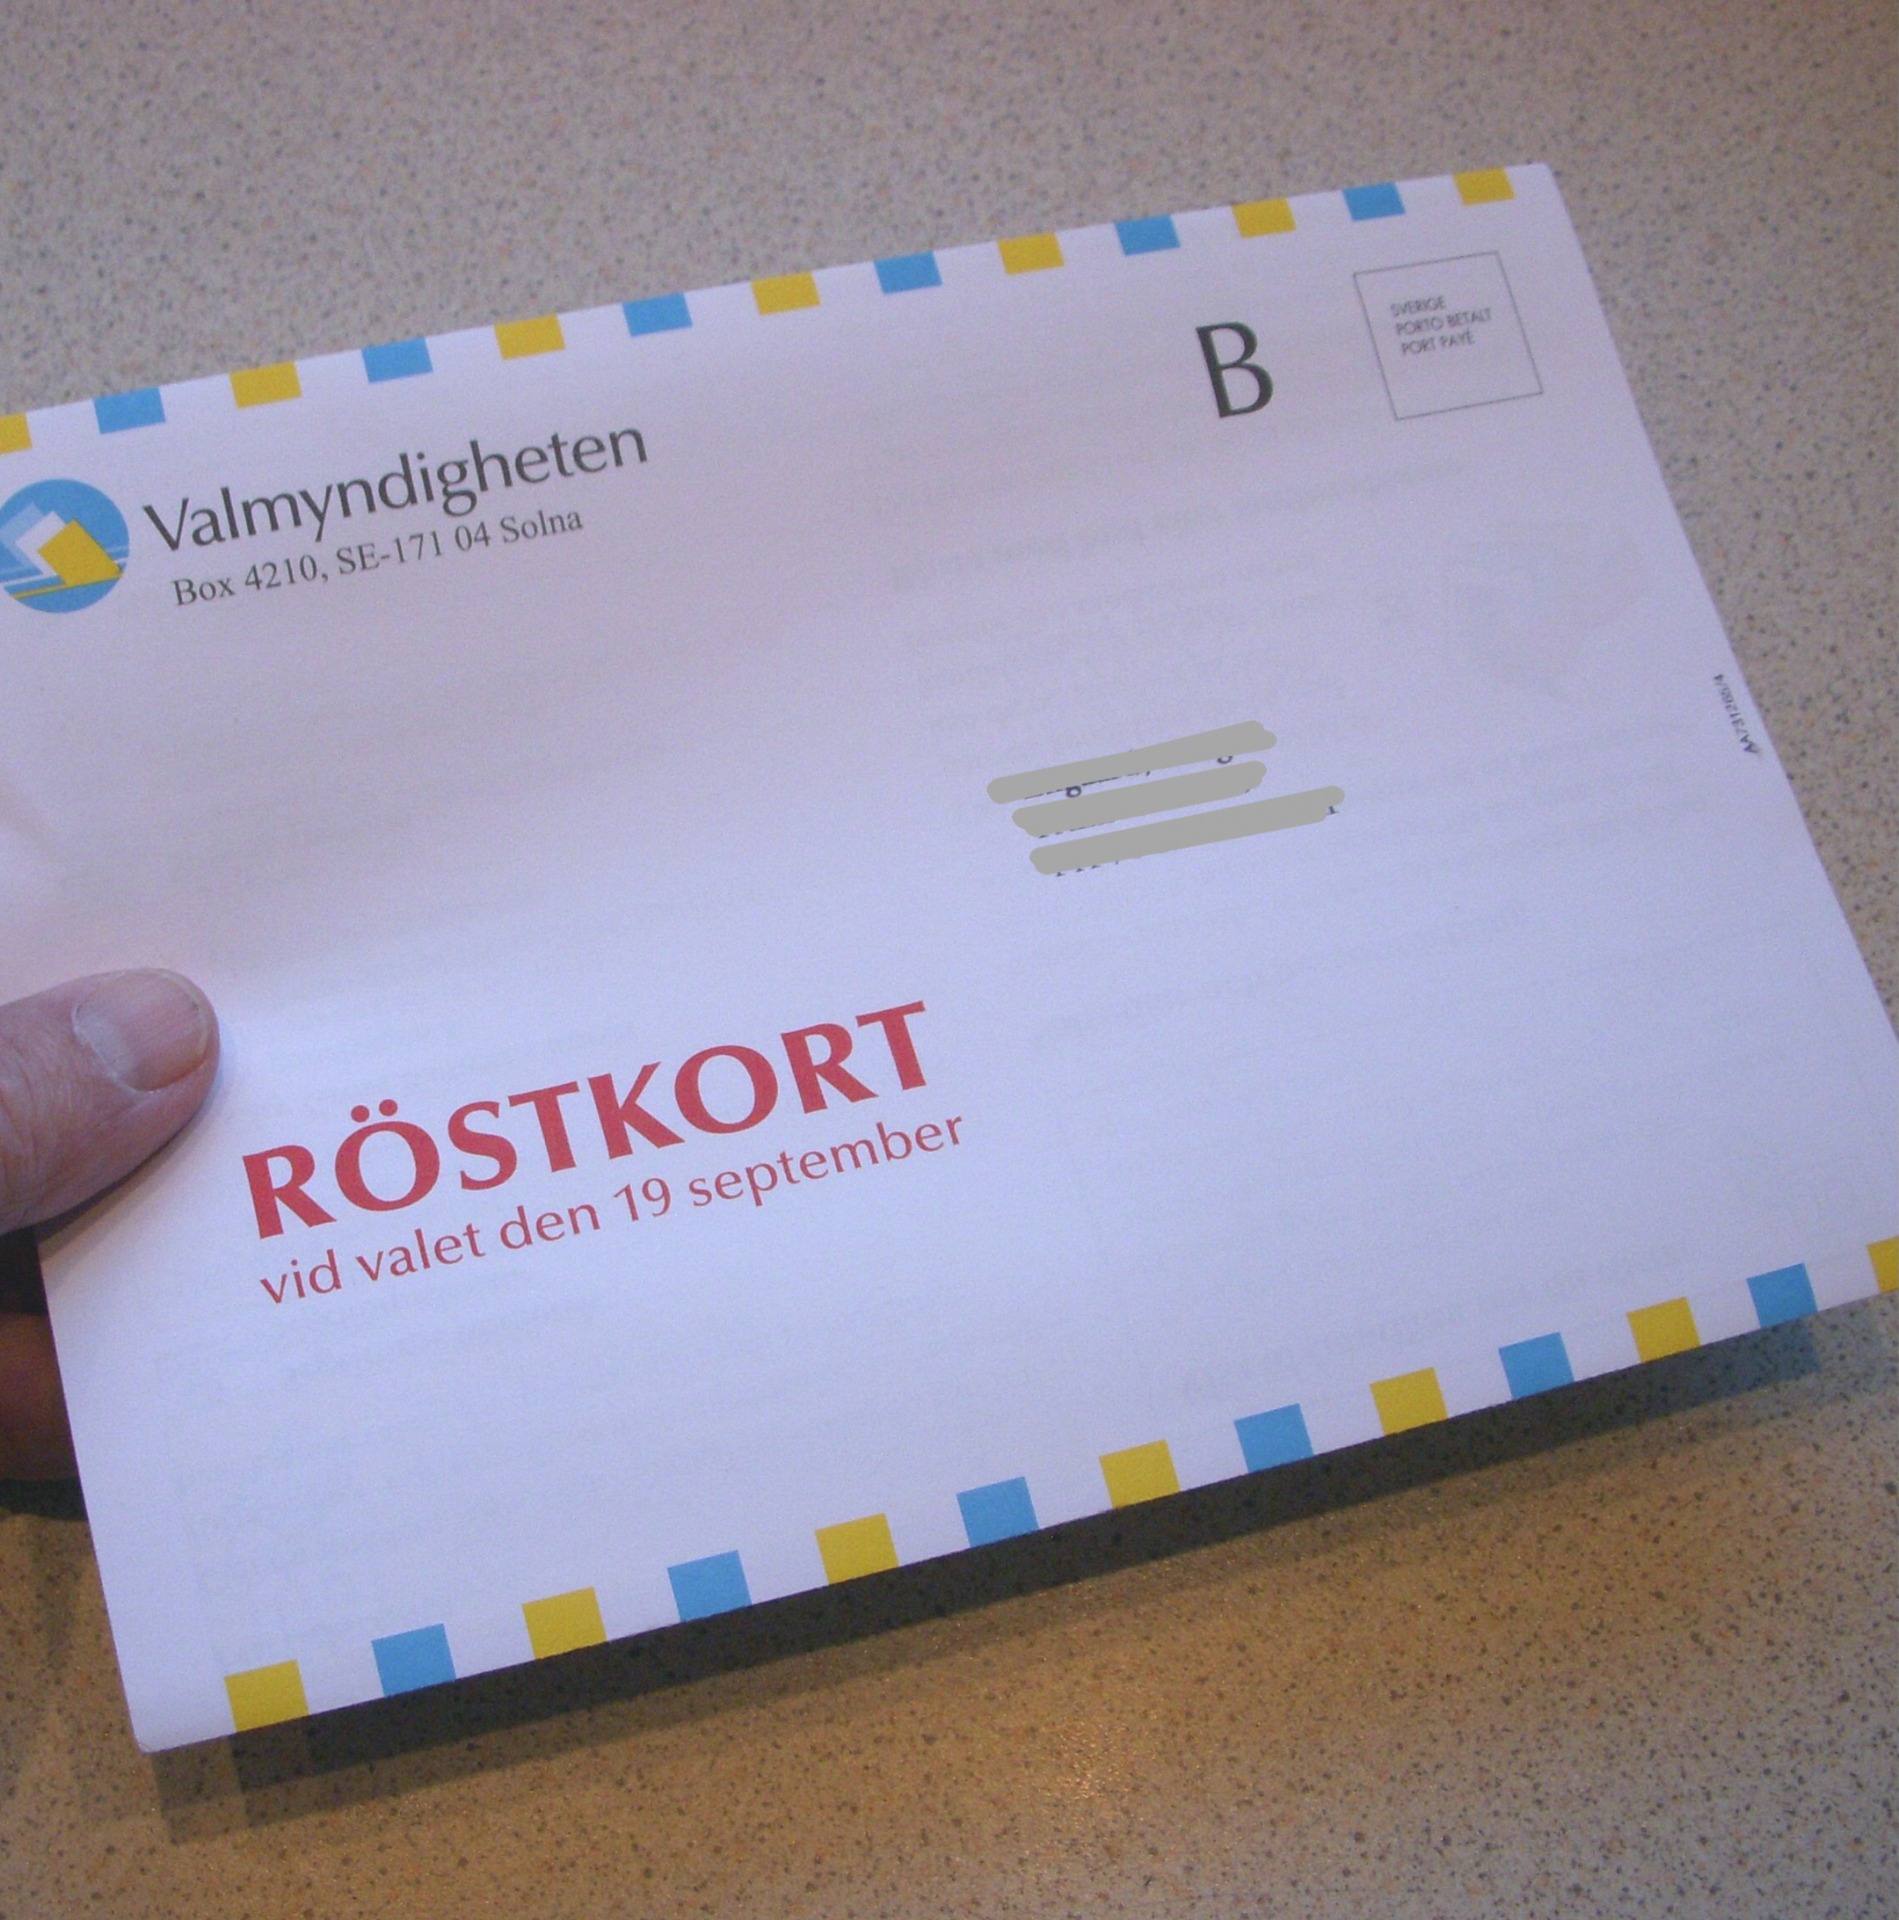 Valmyndigheten
Box 4210, SE-171 04 Solna
B
SVERIGE
PORTO BETALT
PORT PAYÉ
RÖSTKORT
vid valet den 19 september